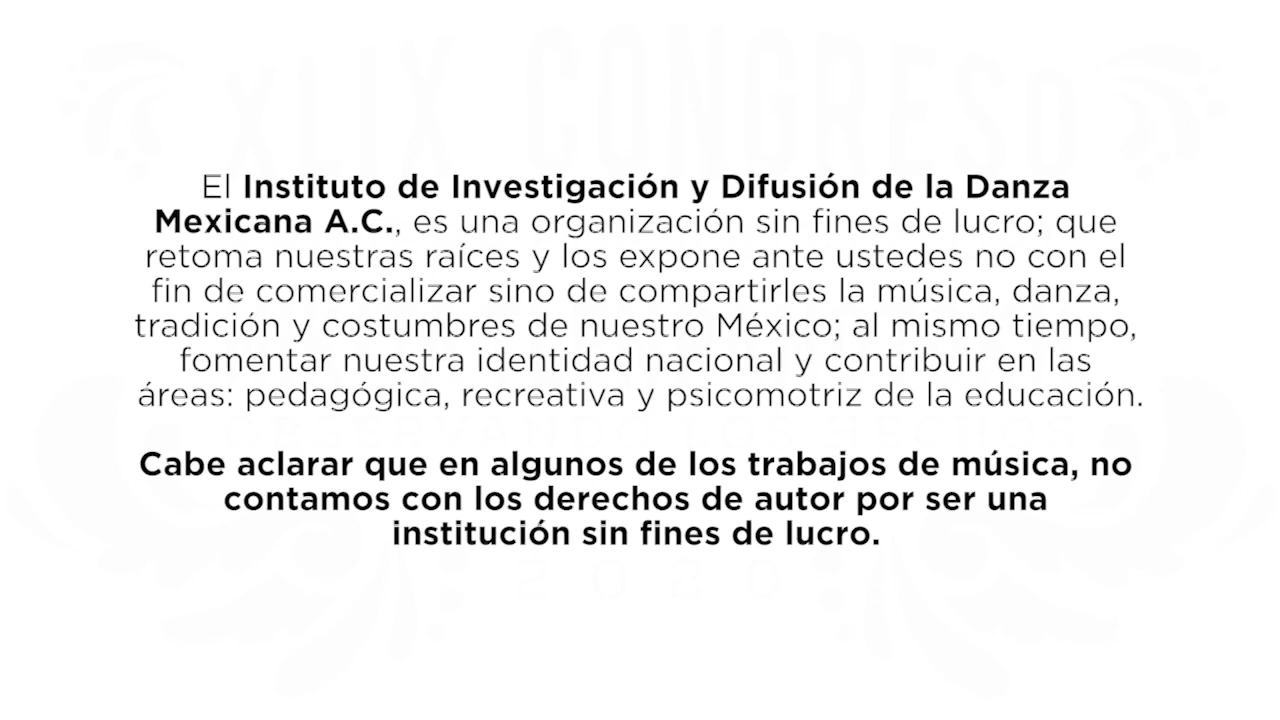 XLIX CONGRESO
El Instituto de Investigación y Difusión de la Danza
Mexicana A.C., es una organización sin fines de lucro; que
retoma nuestras raíces y los expone ante ustedes no con el
fin de comercializar sino de compartirles la música, danza,
tradición y costumbres de nuestro México; al mismo tiempo,
fomentar nuestra identidad nacional y contribuir en las
áreas: pedagógica, recreativa y psicomotriz de la educación.
Cabe aclarar que en algunos de los trabajos de música, no
contamos con los derechos de autor por ser una
institución sin fines de lucro.
2020